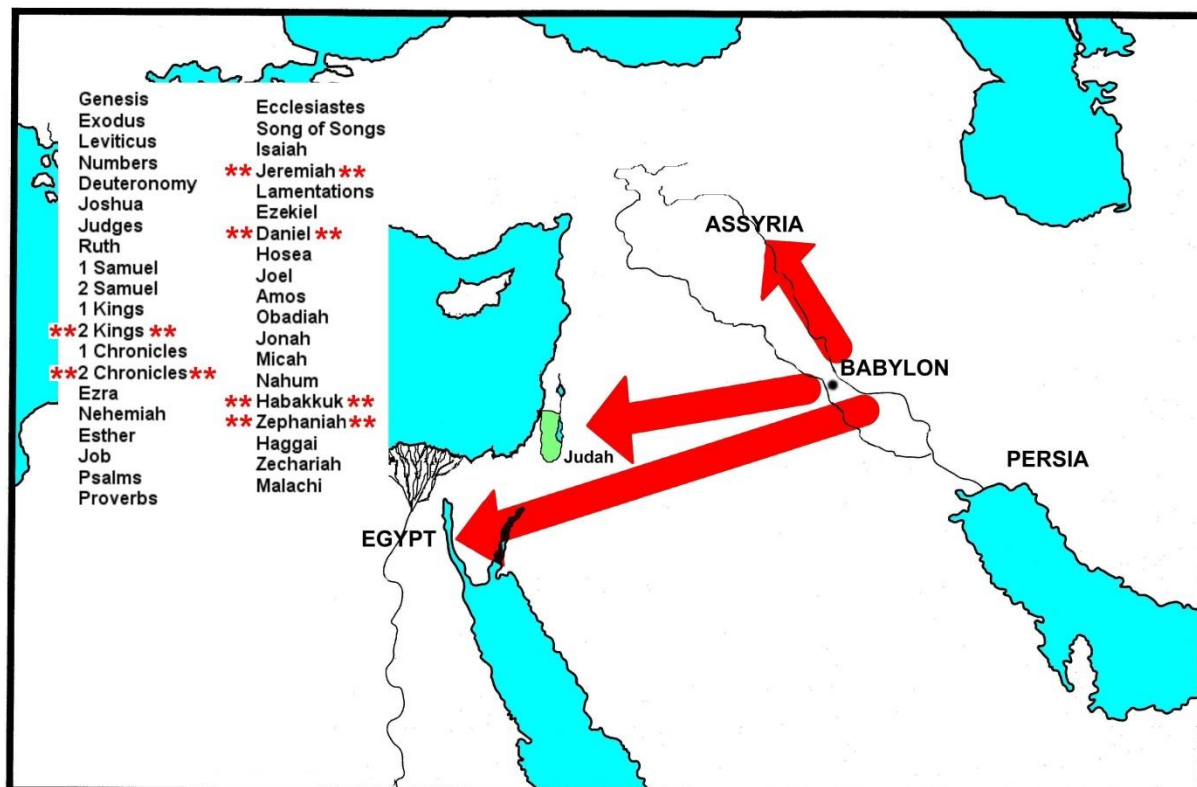 Genesis
Exodus
Leviticus
Numbers
Deuteronomy
Joshua
Judges
Ruth
1 Samuel
2 Samuel
1 Kings
**2 Kings **
1 Chronicles
**2 Chronicles**
Ezra
Nehemiah
Esther
Job
Psalms
Proverbs
Ecclesiastes
Song of Songs
Isaiah
** Jeremiah **
Lamentations
Ezekiel
** Daniel **
Hosea
Joel
Amos
Obadiah
Jonah
Micah
Nahum
** Habakkuk **
** Zephaniah **
Haggai
Zechariah
Malachi
ASSYRIA
BABYLON
Judah
PERSIA
EGYPT